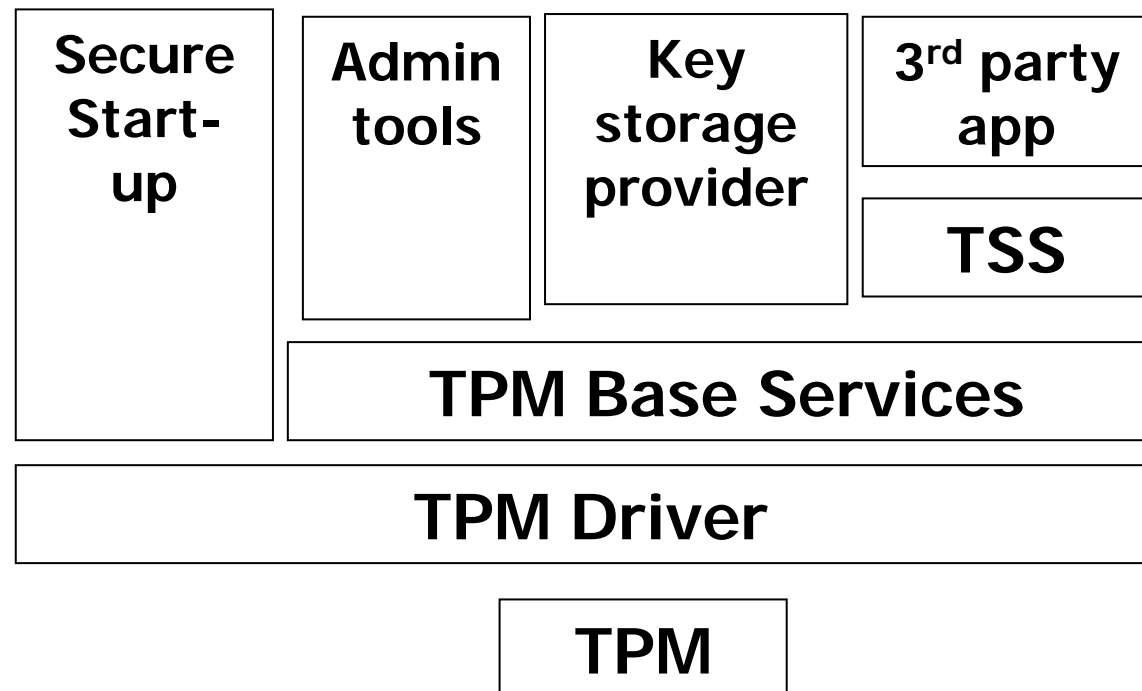 Secure
Start-
up
Admin
tools
Key
storage
provider
3rd party
app
TSS
TPM Base Services
TPM Driver
TPM